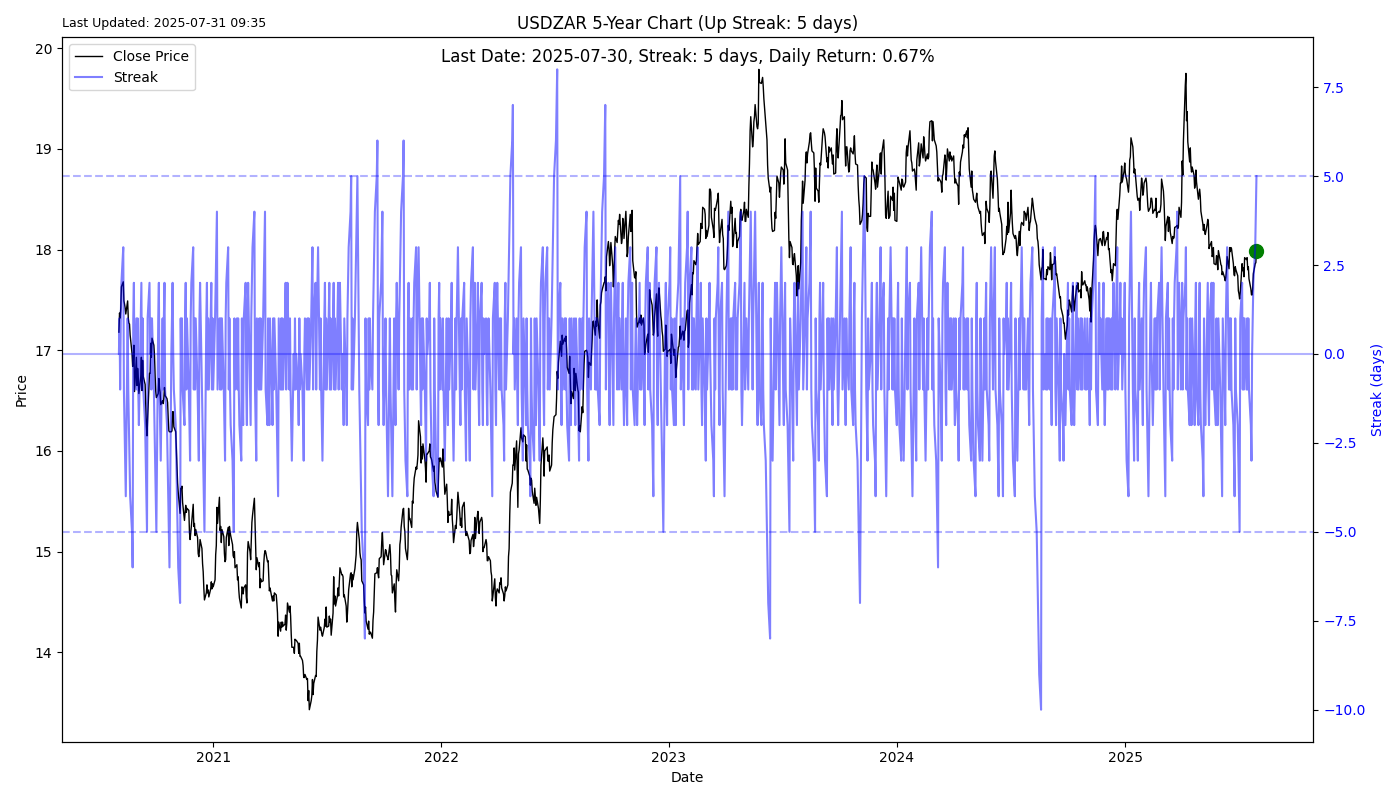 Last Updated: 2025-07-31 09:35
USDZAR 5-Year Chart (Up Streak: 5 days)
Last Date: 2025-07-30, Streak: 5 days, Daily Return: 0.67%
Close Price
Streak
20
19
18
17
16
15
14
Price
7.5
5.0
2.5
0.0
−2.5
−5.0
−7.5
−10.0
Streak (days)
2021
2022
2023
2024
2025
Date